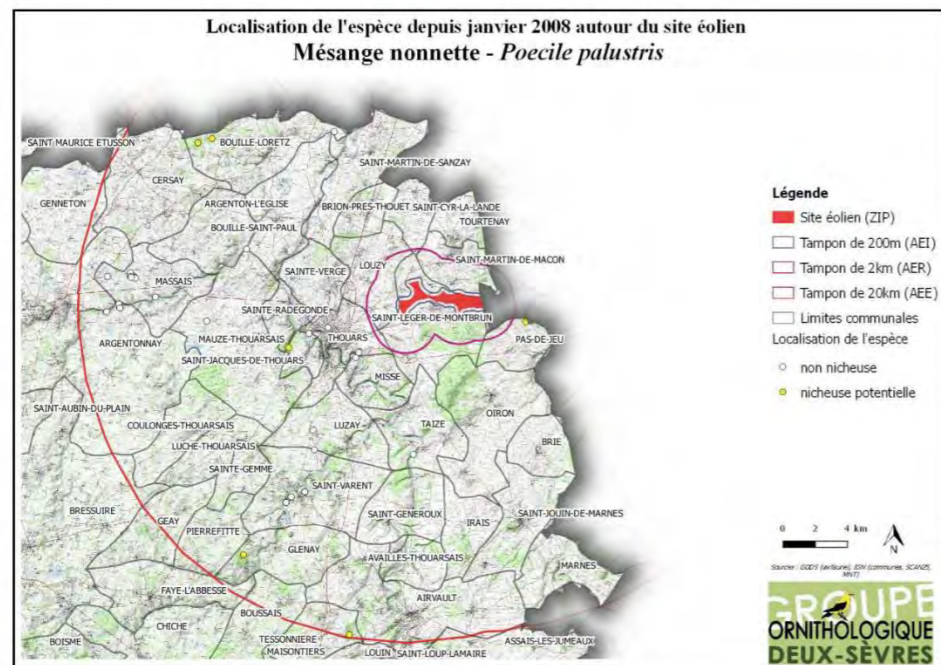 Localisation de l'espèce depuis janvier 2008 autour du site éolien
Mésange nonnette - Poecile palustris
SAINT MAURICE ETUSSON
BOUILLE-LORETZ
SAINT-MARTIN-DE-SANZAY
CERSAY
GENNETON
ARGENTON-L'EGLISE
BRION-PRES-THOUET
SAINT-CYR-LA-LANDE
TOURTENAY
BOUILLE-SAINT-PAUL
LOUZY
SAINT-MARTIN-DE-MACON
SAINTE-VERGE
MASSAIS
SAINTE-RADEGONDE
SAINT-LEGER-DE-MONTBRUN
ARGENTONNAY
MAUZE-THOUARSAIS
THOUARS
PAS-DE-JEU
SAINT-JACQUES-DE-THOUARS
MISSE
SAINT-AUBIN-DU-PLAIN
OIRON
COULONGES-THOUARSAIS
LUZAY
TAIZE
LUCHE-THOUARSAIS
BRIE
SAINTE-GEMME
SAINT-VARENT
BRESSUIRE
GEAY
SAINT-GENEROUX
IRAIS
SAINT-JOUIN-DE-MARNES
PIERREFITTE
GLENAY
AVAILLES-THOUARSAIS
MARNES
FAYE-L'ABBESSE
AIRVAULT
BOUSSAIS
CHICHE
BOISME
TESSONNIERE
MAISONTIERS
LOUIN
SAINT-LOUP-LAMAIRE
ASSAIS-LES-JUMEAUX
Légende
Site éolien (ZIP)
Tampon de 200m (AEI)
Tampon de 2km (AER)
Tampon de 20km (AEE)
Limites communales
Localisation de l'espèce
non nicheuse
nicheuse potentielle
0 2 4 km
N
Sources : GODS (avifaune), IGN (communes, SCAN25, MNT)
GROUPE
ORNITHOLOGIQUE
DEUX-SÈVRES